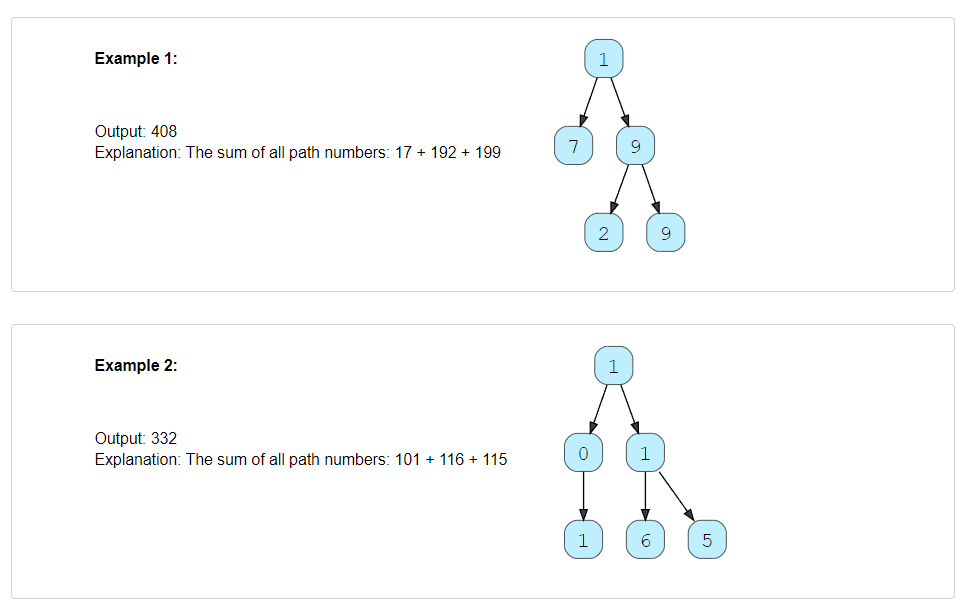 Example 1:
Output: 408
Explanation: The sum of all path numbers: 17 + 192 + 199
1
7 9
2 9
Example 2:
Output: 332
Explanation: The sum of all path numbers: 101 + 116 + 115
1
0 1
1 6 5